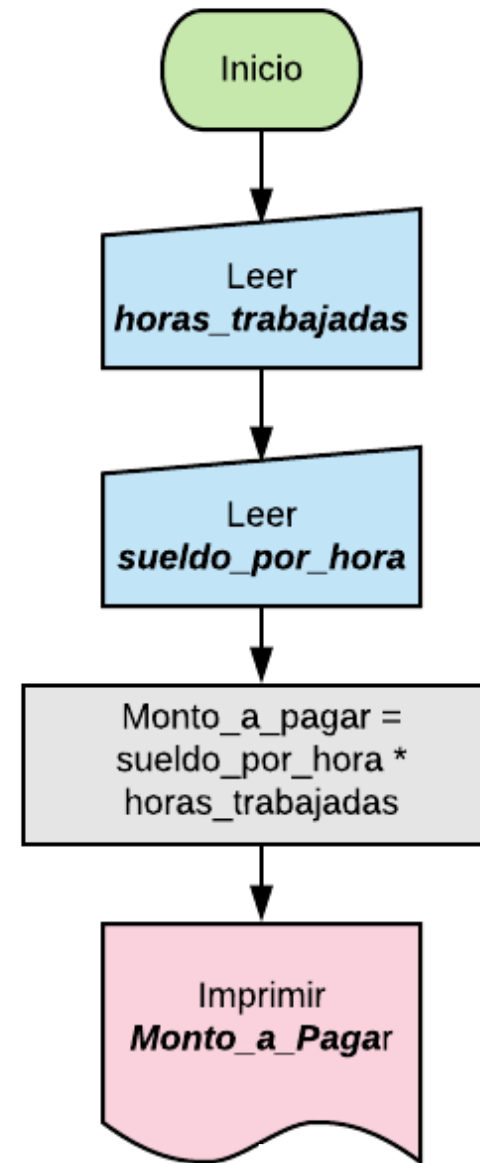 Inicio
Leer
horas_trabajadas
Leer
sueldo_por_hora
Monto_a_pagar =
sueldo_por_hora *
horas_trabajadas
Imprimir
Monto_a_Pagar